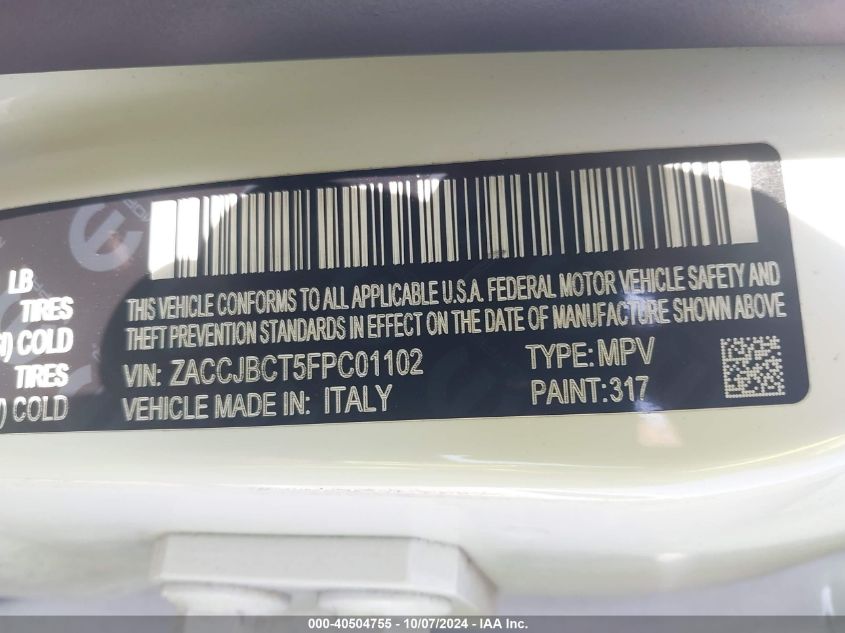 LB
TIRES
COLD
TIRES
COLD
THIS VEHICLE CONFORMS TO ALL APPLICABLE U.S.A. FEDERAL MOTOR VEHICLE SAFETY AND
THEFT PREVENTION STANDARDS IN EFFECT ON THE DATE OF MANUFACTURE SHOWN ABOVE
VIN: ZACCJBCT5FPC01102 TYPE: MPV
VEHICLE MADE IN: ITALY PAINT:317
000-40504755 - 10/07/2024 - IAA Inc.